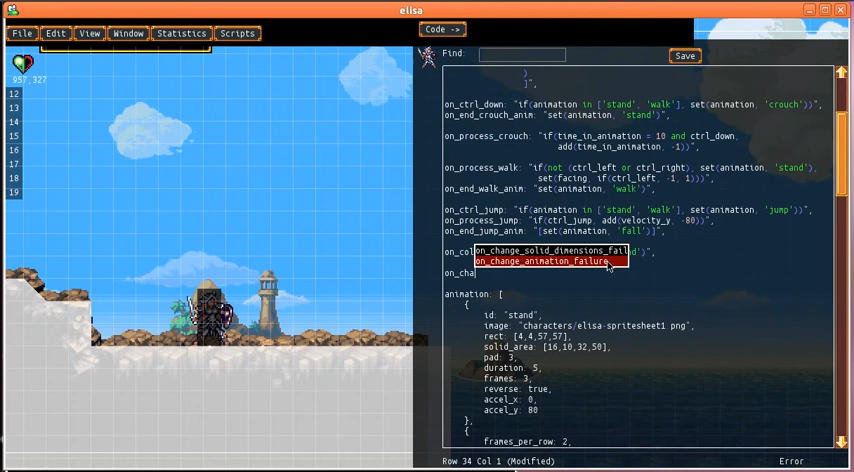 elisa
File Edit View Window Statistics Scripts
Code ->
957,327
12
13
14
15
16
17
18
19
Find:
Save
)
]",
on_ctrl_down: "if(animation in ['stand', 'walk'], set(animation, 'crouch'))",
on_end_crouch_anim: "set(animation, 'stand')",
on_process_crouch: "if(time_in_animation = 10 and ctrl_down,
add(time_in_animation, -1))",
on_process_walk: "if(not (ctrl_left or ctrl_right), set(animation, 'stand'),
set(facing, if(ctrl_left, -1, 1)))",
on_end_walk_anim: "set(animation, 'walk')",
on_ctrl_jump: "if(animation in ['stand', 'walk'], set(animation, 'jump'))",
on_process_jump: "if(ctrl_jump, add(velocity_y, -80))",
on_end_jump_anim: "[set(animation, 'fall')]",
on_col
on_change_solid_dimensions_fail
d')",
on_change_animation_failure
on_cha
animation: [
{
id: "stand",
image: "characters/elisa-spritesheet1 png",
rect: [4,4,57,57],
solid_area: [16,10,32,50],
pad: 3,
duration: 5,
frames: 3,
reverse: true,
accel_x: 0,
accel_y: 80
},
{
frames_per_row: 2,
Row 34 Col 1 (Modified)
Error